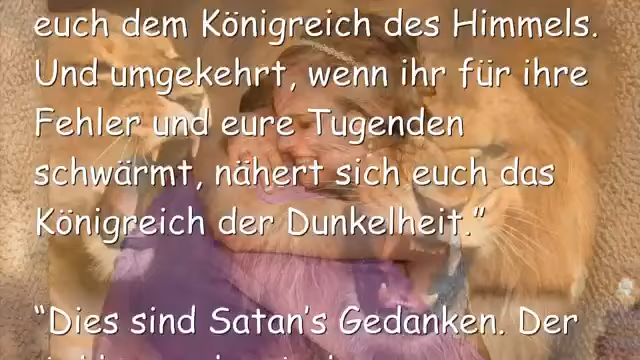 euch dem Königreich des Himmels.
Und umgekehrt, wenn ihr für ihre
Fehler und eure Tugenden
schwärmt, nähert sich euch das
Königreich der Dunkelheit.”
“Dies sind Satan’s Gedanken. Der